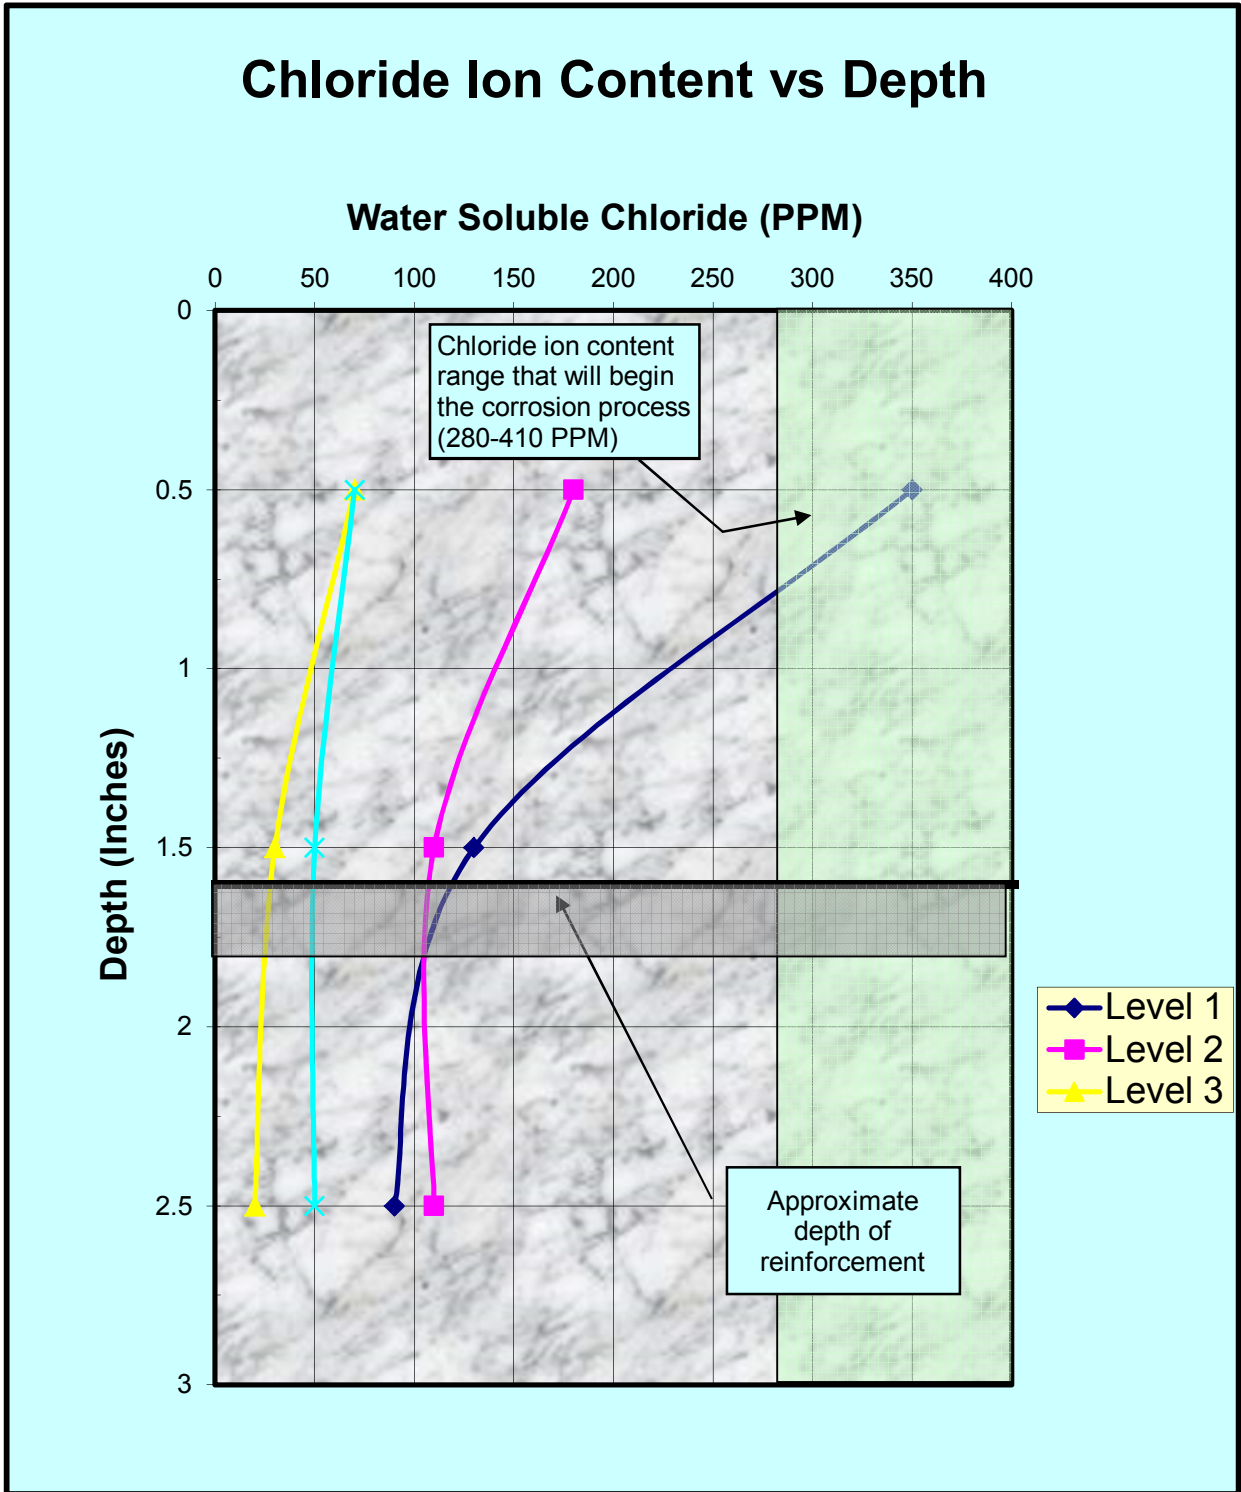 Chloride Ion Content vs Depth
Water Soluble Chloride (PPM)
0 50 100 150 200 250 300 350 400
0
0.5
1
1.5
2
2.5
3
Depth (Inches)
Chloride ion content
range that will begin
the corrosion process
(280-410 PPM)
Approximate
depth of
reinforcement
Level 1
Level 2
Level 3